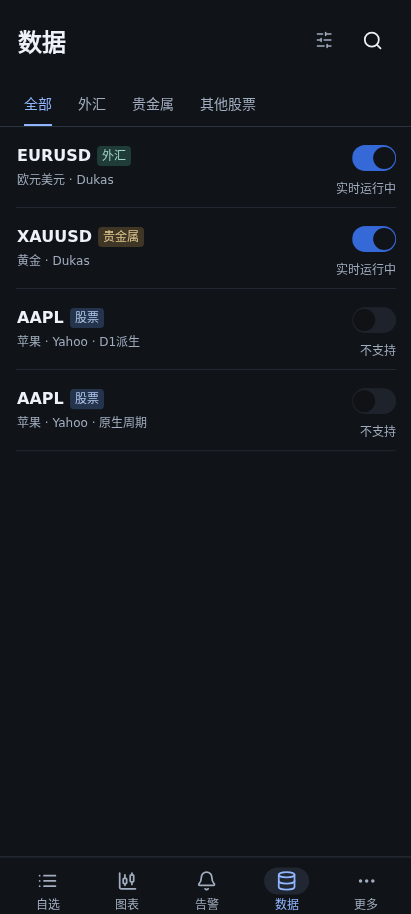 数据
全部 外汇 贵金属 其他股票
EURUSD 外汇
欧元美元 · Dukas
实时运行中
XAUUSD 贵金属
黄金 · Dukas
实时运行中
AAPL 股票
苹果 · Yahoo · D1派生
不支持
AAPL 股票
苹果 · Yahoo · 原生周期
不支持
自选 图表 告警 数据 更多